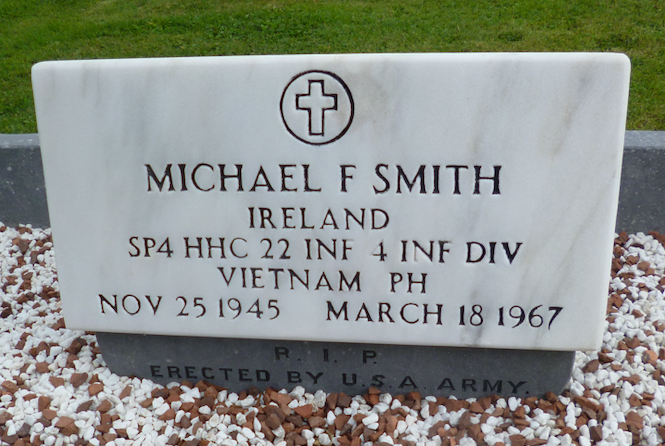 MICHAEL F SMITH
IRELAND
SP4 HHC 22 INF 4 INF DIV
VIETNAM PH
NOV 25 1945 MARCH 18 1967
R. I. P.
ERECTED BY U.S.A. ARMY.